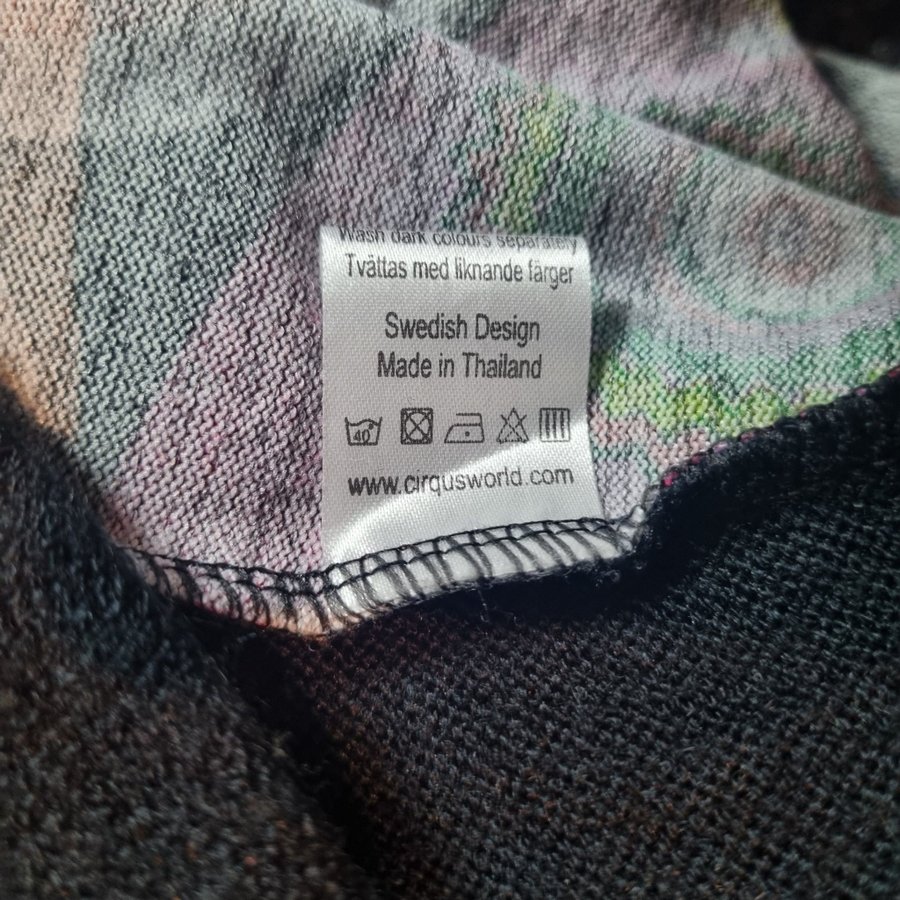 Wash dark colours separately
Tvättas med liknande färger
Swedish Design
Made in Thailand
40
www.cirqusworld.com